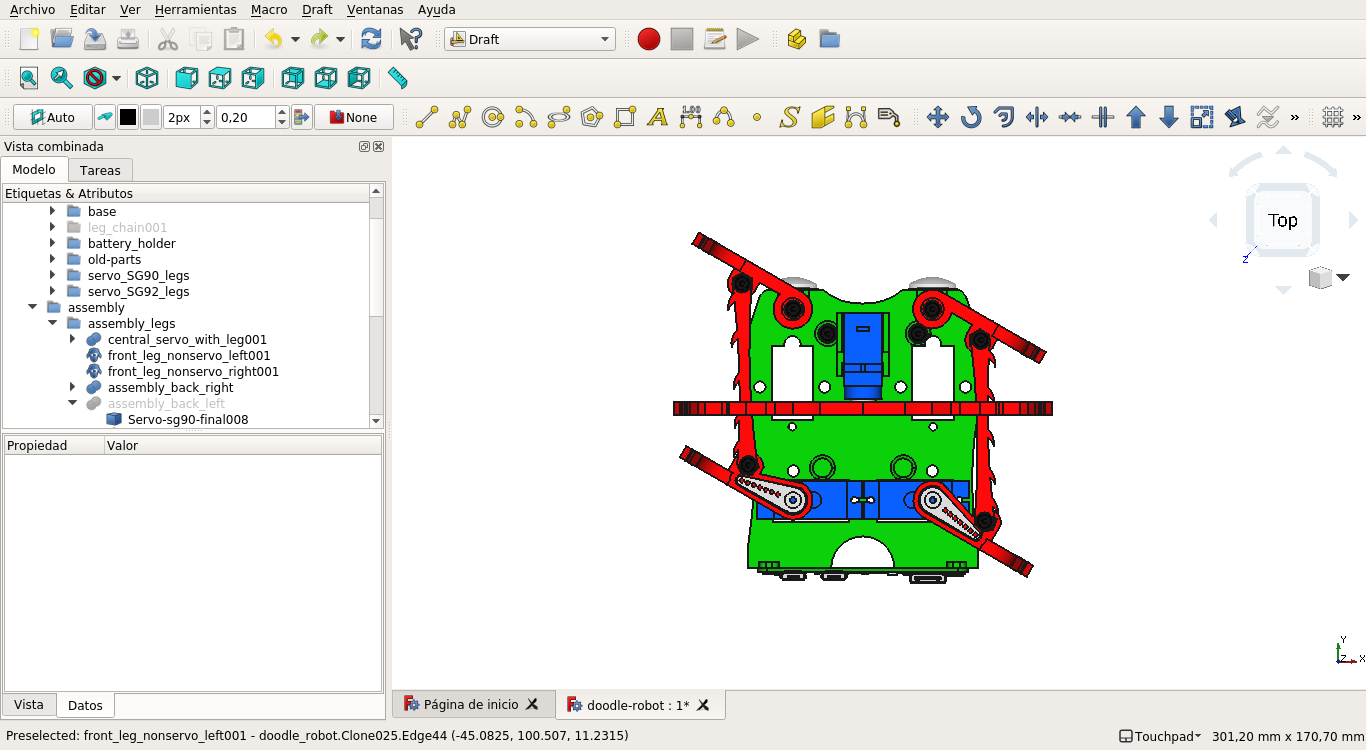 Archivo Editar Ver Herramientas Macro Draft Ventanas Ayuda
Draft
Auto 2px 0,20 None A 1.00 S » »
Vista combinada
Modelo Tareas
Etiquetas & Atributos
base
leg_chain001
battery_holder
old-parts
servo_SG90_legs
servo_SG92_legs
assembly
assembly_legs
central_servo_with_leg001
front_leg_nonservo_left001
front_leg_nonservo_right001
assembly_back_right
assembly_back_left
Servo-sg90-final008
Propiedad Valor
Vista Datos
Top
Z
Y
Z X
Página de inicio doodle-robot : 1*
Preselected: front_leg_nonservo_left001 - doodle_robot.Clone025.Edge44 (-45.0825, 100.507, 11.2315) Touchpad 301,20 mm x 170,70 mm